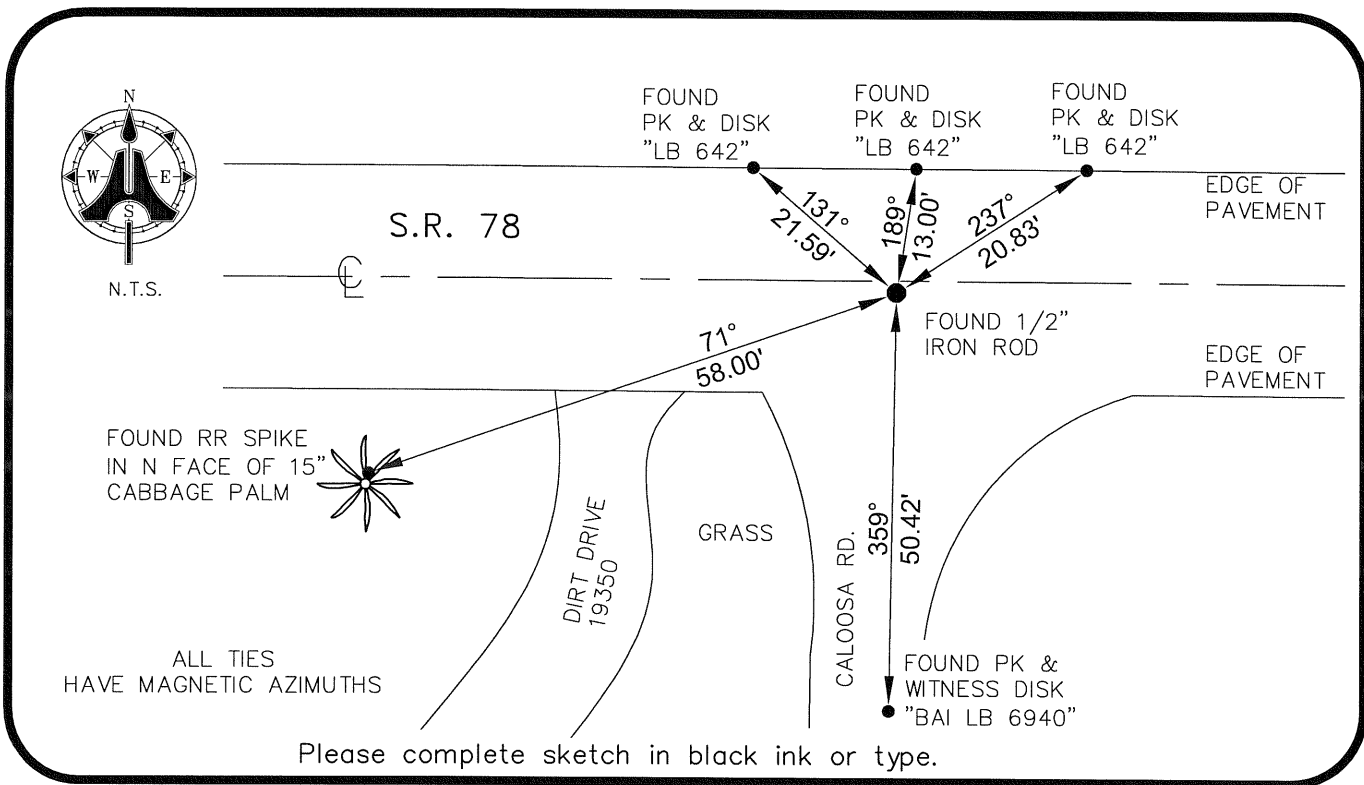 N
W
E
S
N.T.S.
FOUND
PK & DISK
"LB 642"
FOUND
PK & DISK
"LB 642"
FOUND
PK & DISK
"LB 642"
EDGE OF
PAVEMENT
S.R. 78
131°
21.59'
189°
13.00'
237°
20.83'
CL
FOUND 1/2"
IRON ROD
71°
58.00'
EDGE OF
PAVEMENT
FOUND RR SPIKE
IN N FACE OF 15"
CABBAGE PALM
DIRT DRIVE
19350
GRASS
CALOOSA RD.
359°
50.42'
ALL TIES
HAVE MAGNETIC AZIMUTHS
FOUND PK &
WITNESS DISK
"BAI LB 6940"
Please complete sketch in black ink or type.